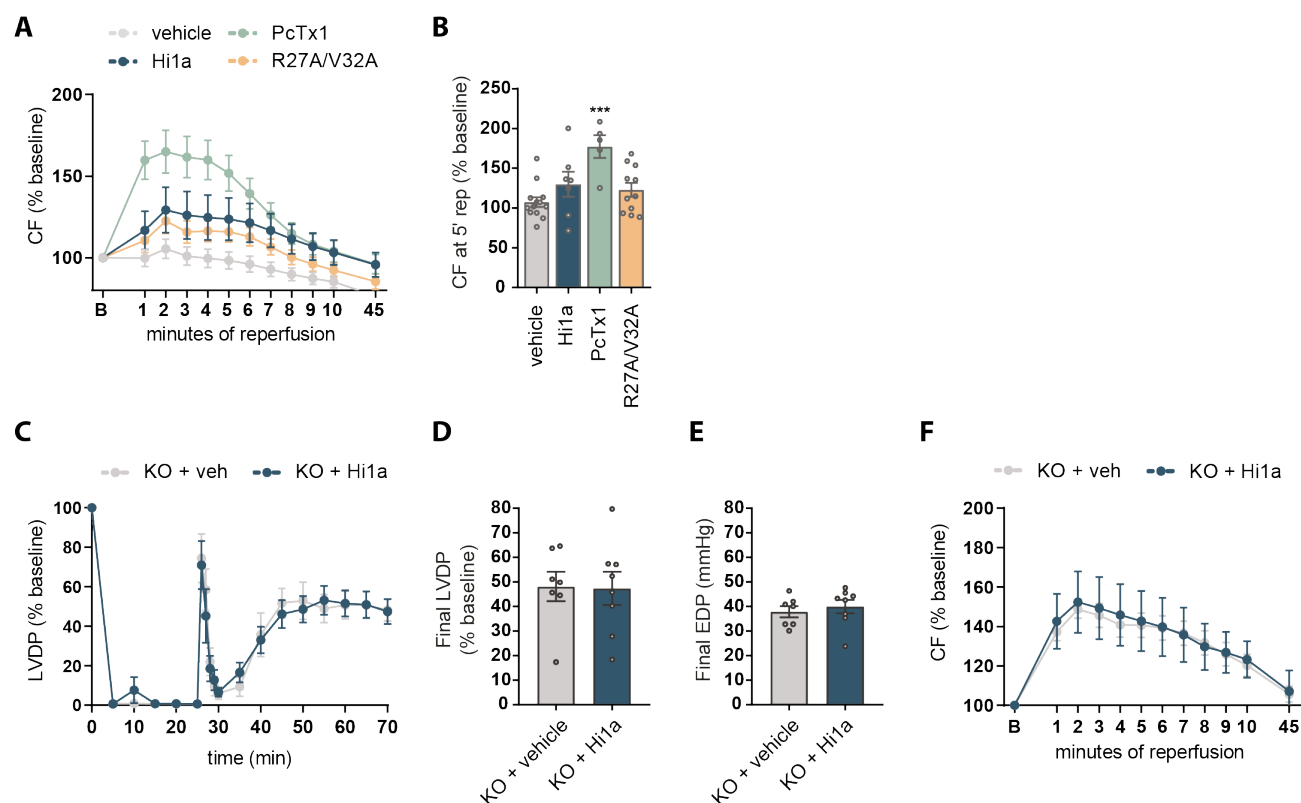 A
vehicle
PcTx1
Hi1a
R27A/V32A
CF (% baseline)
200
150
100
B 1 2 3 4 5 6 7 8 9 10 45
minutes of reperfusion
B
CF at 5' rep (% baseline)
250
200
150
100
50
0
***
vehicle
Hi1a
PcTx1
R27A/V32A
C
KO + veh
KO + Hi1a
LVDP (% baseline)
100
80
60
40
20
0
0 10 20 30 40 50 60 70
time (min)
D
Final LVDP
(% baseline)
80
70
60
50
40
30
20
10
0
KO + vehicle
KO + Hi1a
E
Final EDP (mmHg)
80
70
60
50
40
30
20
10
0
KO + vehicle
KO + Hi1a
F
KO + veh
KO + Hi1a
CF (% baseline)
200
180
160
140
120
100
B 1 2 3 4 5 6 7 8 9 10 45
minutes of reperfusion